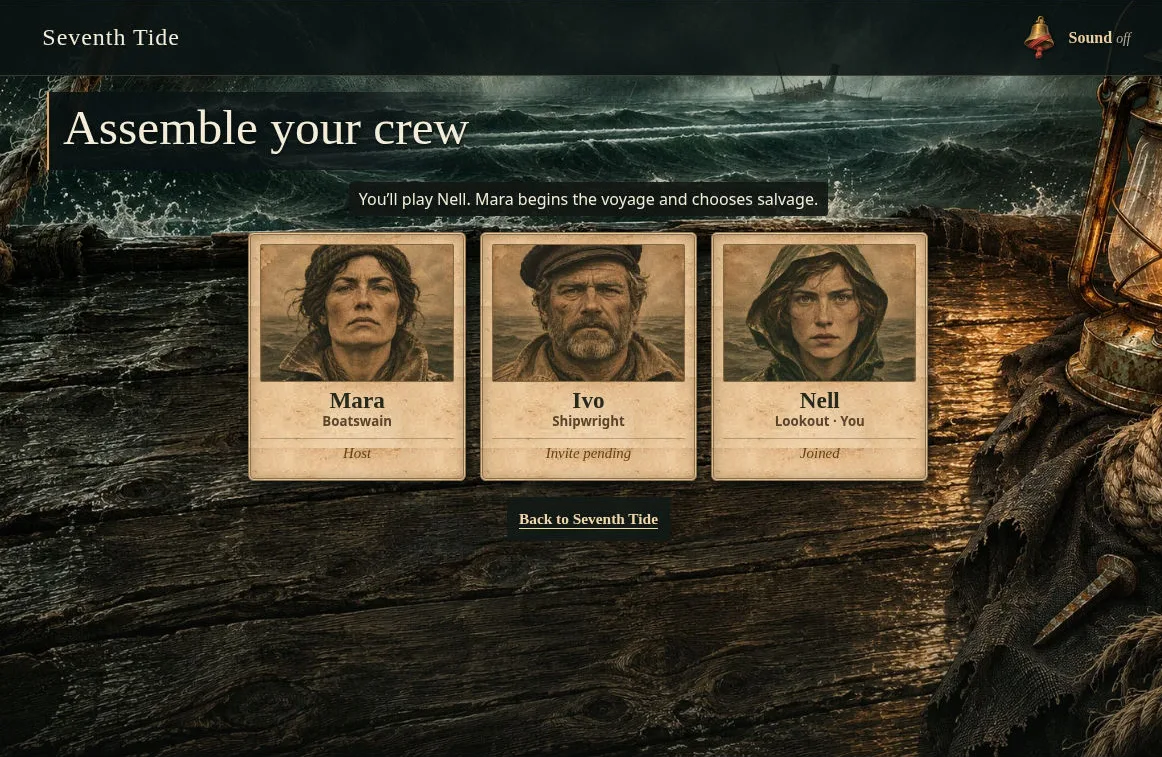 Seventh Tide
Sound off
Assemble your crew
You’ll play Nell. Mara begins the voyage and chooses salvage.
Mara
Boatswain
Host
Ivo
Shipwright
Invite pending
Nell
Lookout · You
Joined
Back to Seventh Tide